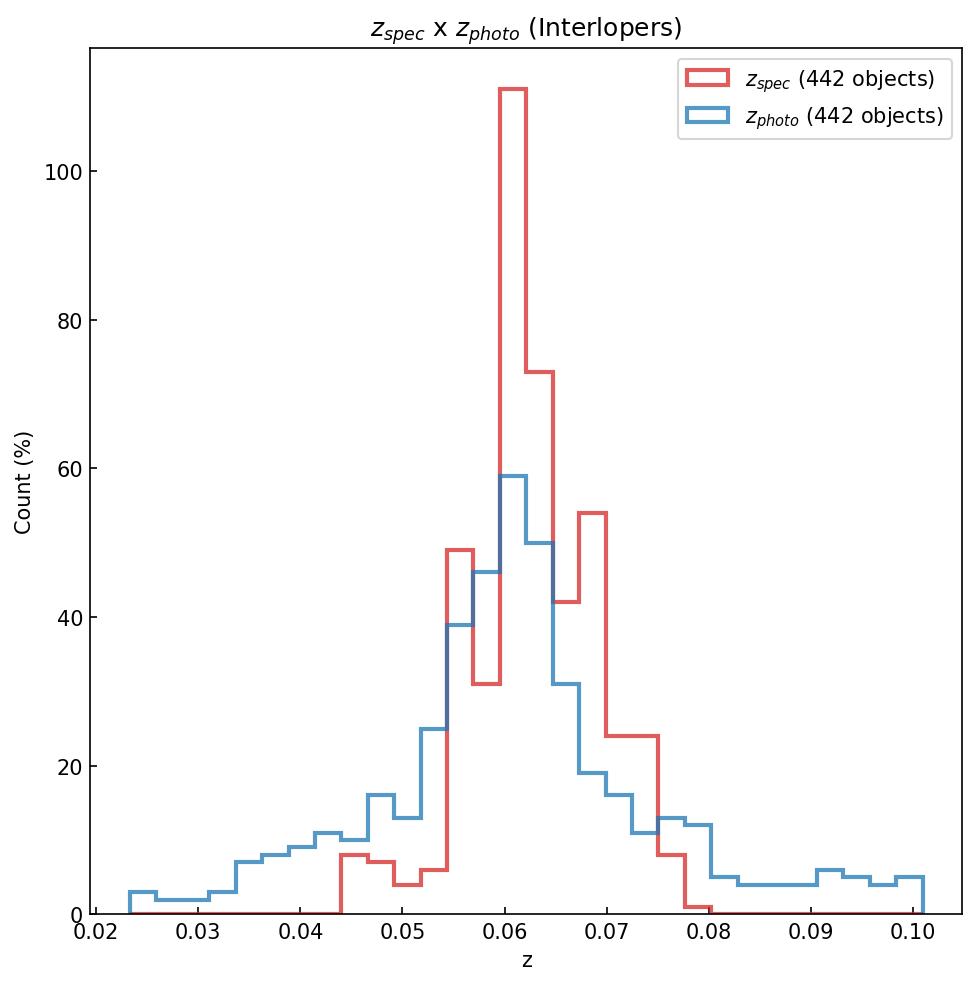 z_spec x z_photo (Interlopers)
z_spec (442 objects)
z_photo (442 objects)
Count (%)
100
80
60
40
20
0
0.02 0.03 0.04 0.05 0.06 0.07 0.08 0.09 0.10
z